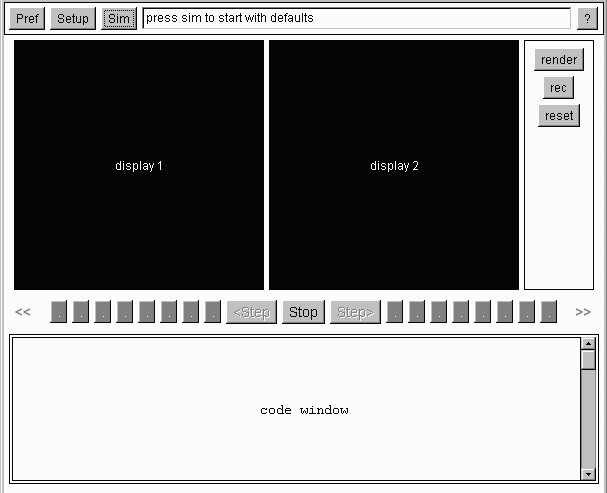 Pref Setup Sim press sim to start with defaults ?
display 1 display 2 render
rec
reset
<< . . . . . . . . <Step Stop Step> . . . . . . . . >>
code window